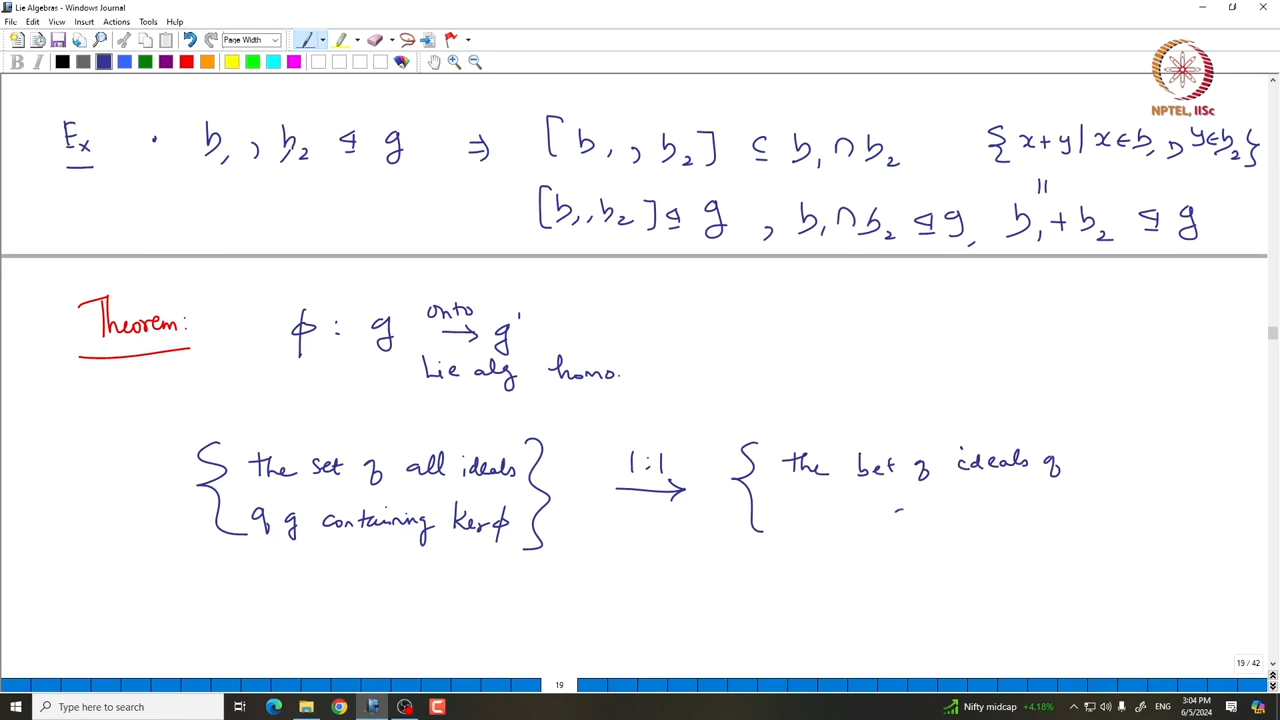 Lie Algebras - Windows Journal
File Edit View Insert Actions Tools Help
Page Width
B I
NPTEL, IISc
Ex · b₁, b₂ ⊴ g ⇒ [b₁, b₂] ⊆ b₁ ∩ b₂ {x+y | x ∈ b₁, y ∈ b₂}
[b₁, b₂] ⊴ g, b₁ ∩ b₂ ⊴ g, b₁ + b₂ ⊴ g
Theorem: φ : g onto → g'
Lie alg homo.
{ the set of all ideals of g containing Ker φ } 1:1 → { the set of ideals of
19 / 42
19
Type here to search
Nifty midcap +4.18%
ENG
3:04 PM
6/5/2024